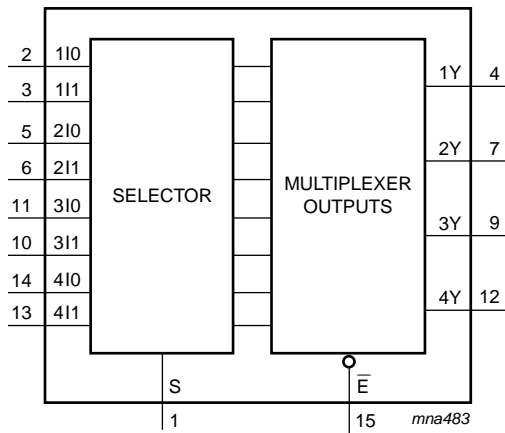 2 1I0
3 1I1
5 2I0
6 2I1
11 3I0
10 3I1
14 4I0
13 4I1
SELECTOR
MULTIPLEXER
OUTPUTS
1Y 4
2Y 7
3Y 9
4Y 12
S
1
E̅
15
mna483